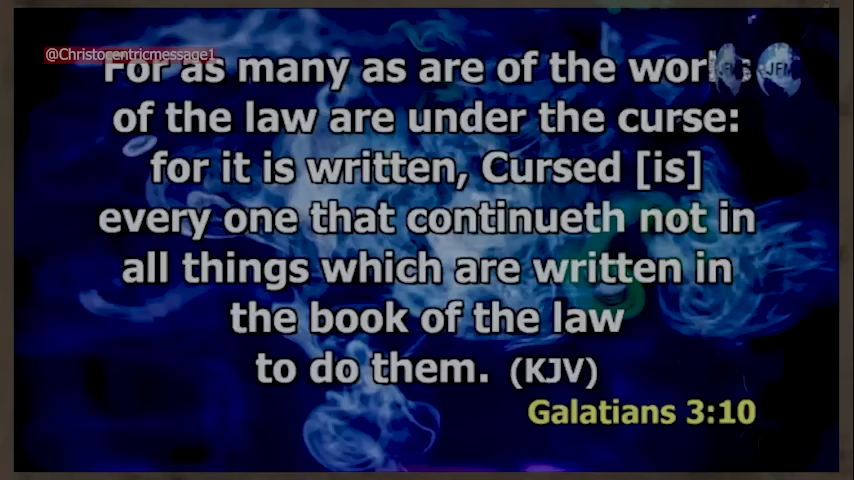 @Christocentricmessage1
For as many as are of the works
of the law are under the curse:
for it is written, Cursed [is]
every one that continueth not in
all things which are written in
the book of the law
to do them. (KJV)
Galatians 3:10